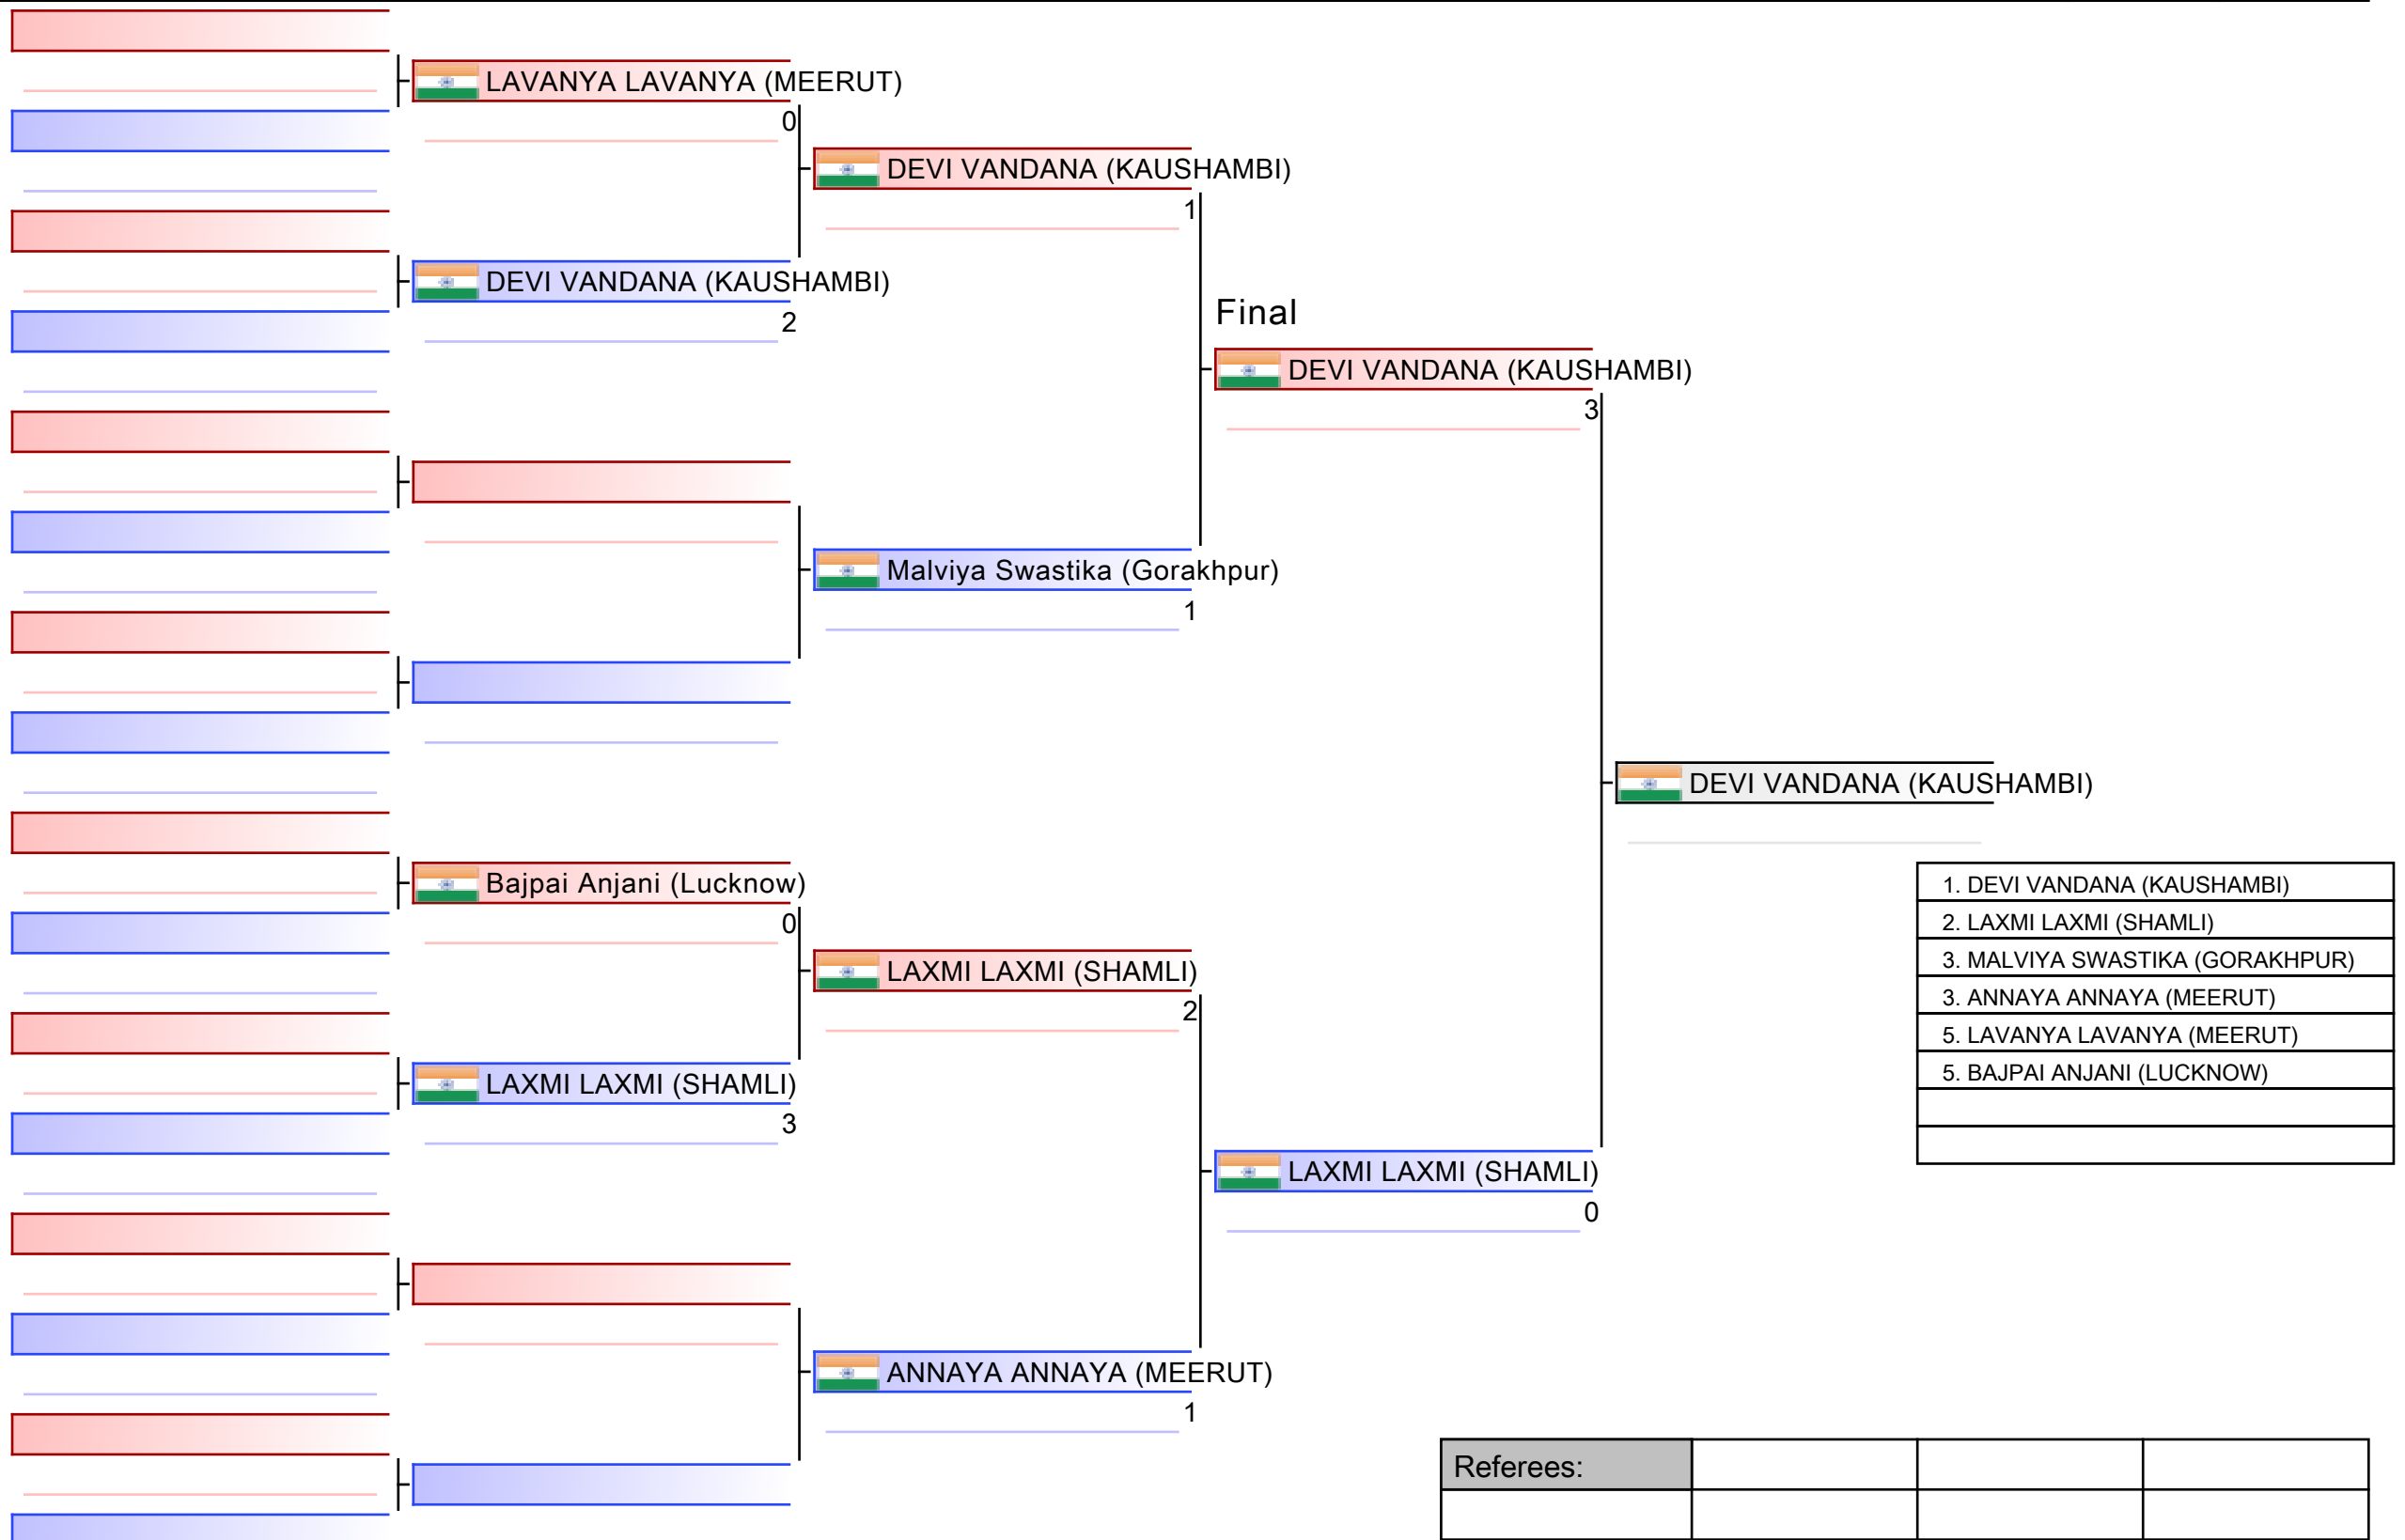 LAVANYA LAVANYA (MEERUT)
0
DEVI VANDANA (KAUSHAMBI)
1
DEVI VANDANA (KAUSHAMBI)
2
Final
DEVI VANDANA (KAUSHAMBI)
3
Malviya Swastika (Gorakhpur)
1
DEVI VANDANA (KAUSHAMBI)
Bajpai Anjani (Lucknow)
0
LAXMI LAXMI (SHAMLI)
2
LAXMI LAXMI (SHAMLI)
3
LAXMI LAXMI (SHAMLI)
0
ANNAYA ANNAYA (MEERUT)
1
1. DEVI VANDANA (KAUSHAMBI)
2. LAXMI LAXMI (SHAMLI)
3. MALVIYA SWASTIKA (GORAKHPUR)
3. ANNAYA ANNAYA (MEERUT)
5. LAVANYA LAVANYA (MEERUT)
5. BAJPAI ANJANI (LUCKNOW)
Referees: